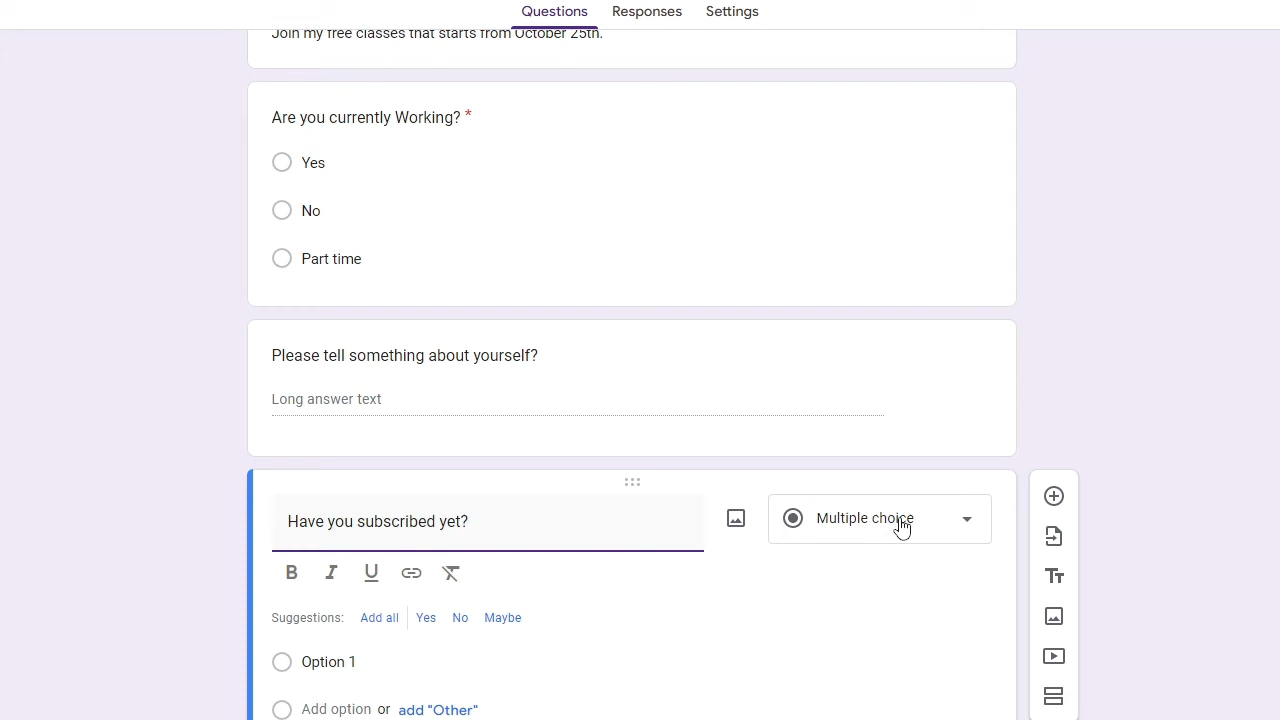 Questions Responses Settings
Join my free classes that starts from October 25th.
Are you currently Working? *
Yes
No
Part time
Please tell something about yourself?
Long answer text
Have you subscribed yet?
Multiple choice
B I U
Suggestions: Add all Yes No Maybe
Option 1
Add option or add "Other"
Tt